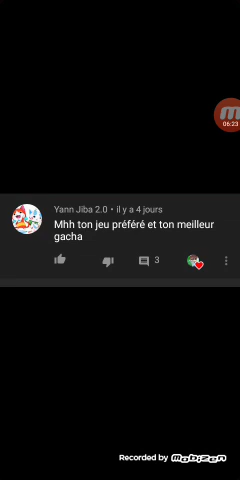 06:23
Yann Jiba 2.0 • il y a 4 jours
Mhh ton jeu préféré et ton meilleur
gacha
3
Recorded by mobizen